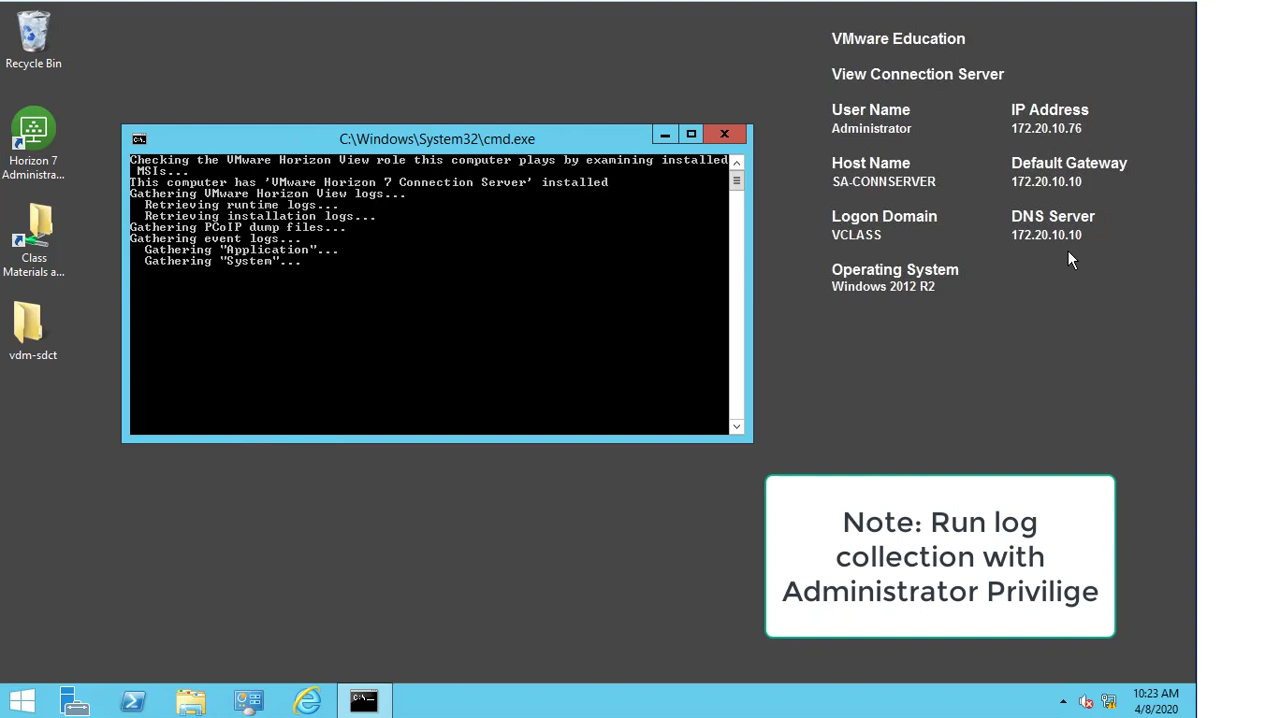 Recycle Bin
Horizon 7
Administra...
Class
Materials a...
vdm-sdct
C:\Windows\System32\cmd.exe
Checking the VMware Horizon View role this computer plays by examining installed
MSIs...
This computer has 'VMware Horizon 7 Connection Server' installed
Gathering VMware Horizon View logs...
Retrieving runtime logs...
Retrieving installation logs...
Gathering PCoIP dump files...
Gathering event logs...
Gathering "Application"...
Gathering "System"...
VMware Education
View Connection Server
User Name IP Address
Administrator 172.20.10.76
Host Name Default Gateway
SA-CONNSERVER 172.20.10.10
Logon Domain DNS Server
VCLASS 172.20.10.10
Operating System
Windows 2012 R2
Note: Run log
collection with
Administrator Privilige
10:23 AM
4/8/2020